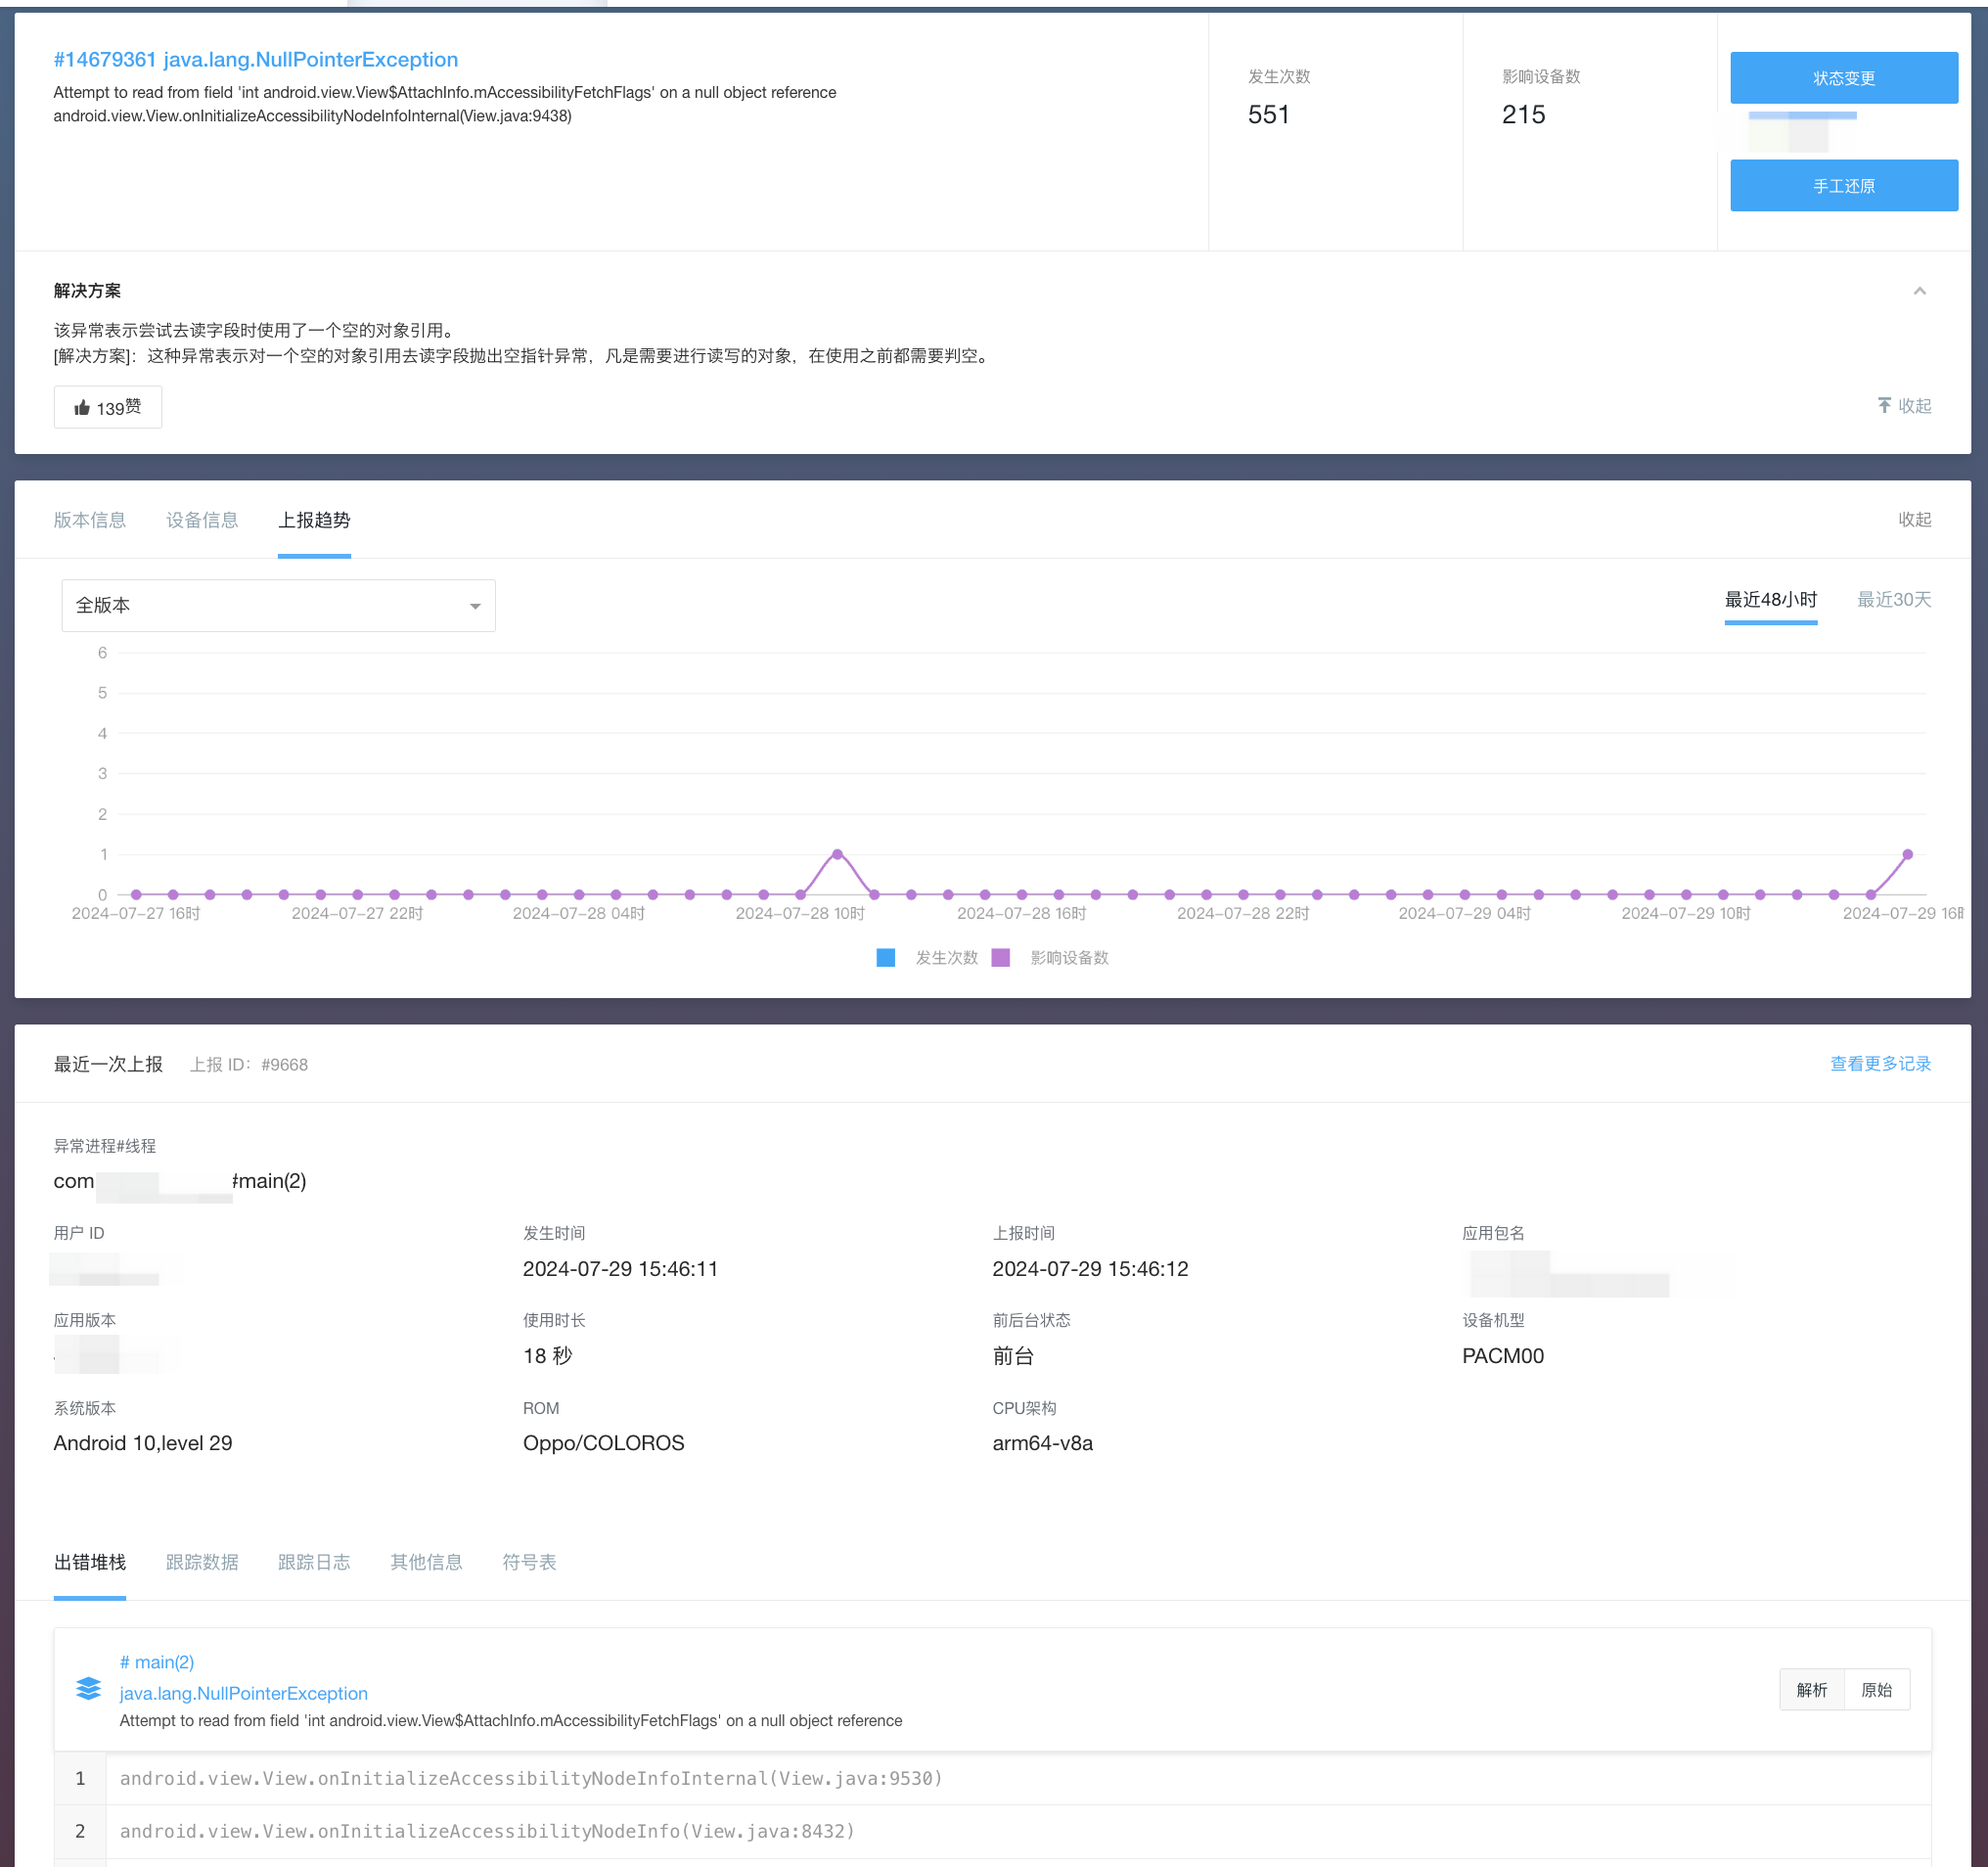 #14679361 java.lang.NullPointerException
Attempt to read from field 'int android.view.View$AttachInfo.mAccessibilityFetchFlags' on a null object reference
android.view.View.onInitializeAccessibilityNodeInfoInternal(View.java:9438)
发生次数
551
影响设备数
215
状态变更
手工还原
解决方案
该异常表示尝试去读字段时使用了一个空的对象引用。
[解决方案]：这种异常表示对一个空的对象引用去读字段抛出空指针异常，凡是需要进行读写的对象，在使用之前都需要判空。
139赞
收起
版本信息 设备信息 上报趋势 收起
全版本 最近48小时 最近30天
6
5
4
3
2
1
0
2024-07-27 16时 2024-07-27 22时 2024-07-28 04时 2024-07-28 10时 2024-07-28 16时 2024-07-28 22时 2024-07-29 04时 2024-07-29 10时 2024-07-29 16时
发生次数 影响设备数
最近一次上报 上报 ID：#9668 查看更多记录
异常进程#线程
com #main(2)
用户 ID 发生时间 上报时间 应用包名
2024-07-29 15:46:11 2024-07-29 15:46:12
应用版本 使用时长 前后台状态 设备机型
18 秒 前台 PACM00
系统版本 ROM CPU架构
Android 10,level 29 Oppo/COLOROS arm64-v8a
出错堆栈 跟踪数据 跟踪日志 其他信息 符号表
# main(2)
java.lang.NullPointerException
Attempt to read from field 'int android.view.View$AttachInfo.mAccessibilityFetchFlags' on a null object reference
解析 原始
1 android.view.View.onInitializeAccessibilityNodeInfoInternal(View.java:9530)
2 android.view.View.onInitializeAccessibilityNodeInfo(View.java:8432)